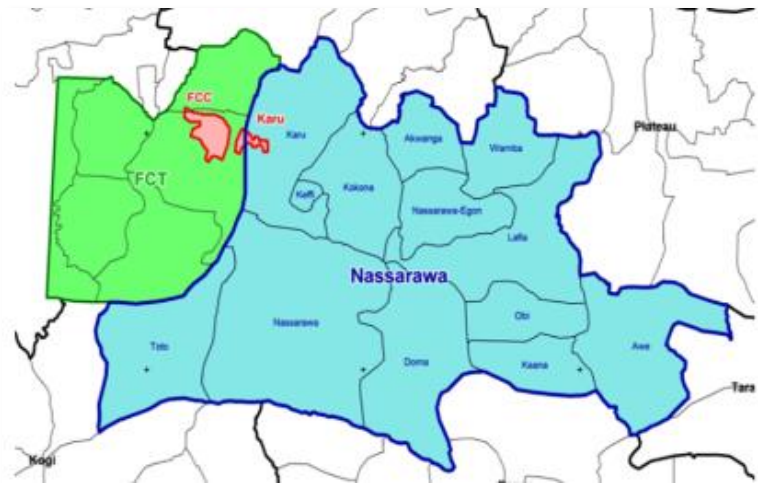 FCC
Karu
Plateau
Karu
Akwanga
Wamba
FCT
Keffi
Kokona
Nassarawa-Egon
Lafia
Nassarawa
Obi
Toto
Nassarawa
Doma
Keana
Awe
Tara
Kogi